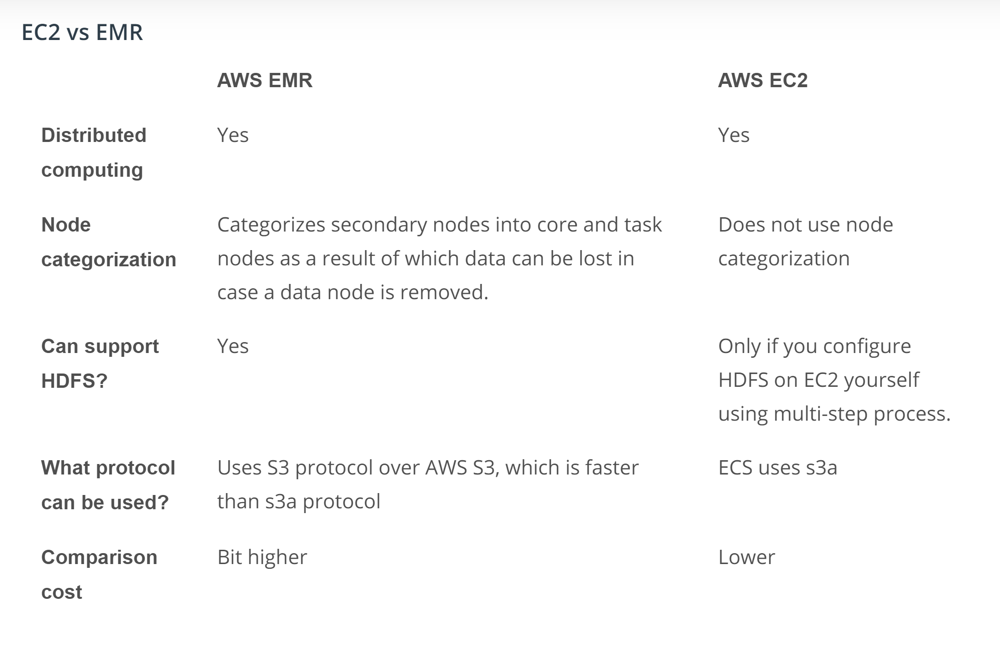 EC2 vs EMR
AWS EMR AWS EC2
Distributed Yes Yes
computing
Node Categorizes secondary nodes into core and task Does not use node
categorization nodes as a result of which data can be lost in categorization
case a data node is removed.
Can support Yes Only if you configure
HDFS? HDFS on EC2 yourself
using multi-step process.
What protocol Uses S3 protocol over AWS S3, which is faster ECS uses s3a
can be used? than s3a protocol
Comparison Bit higher Lower
cost